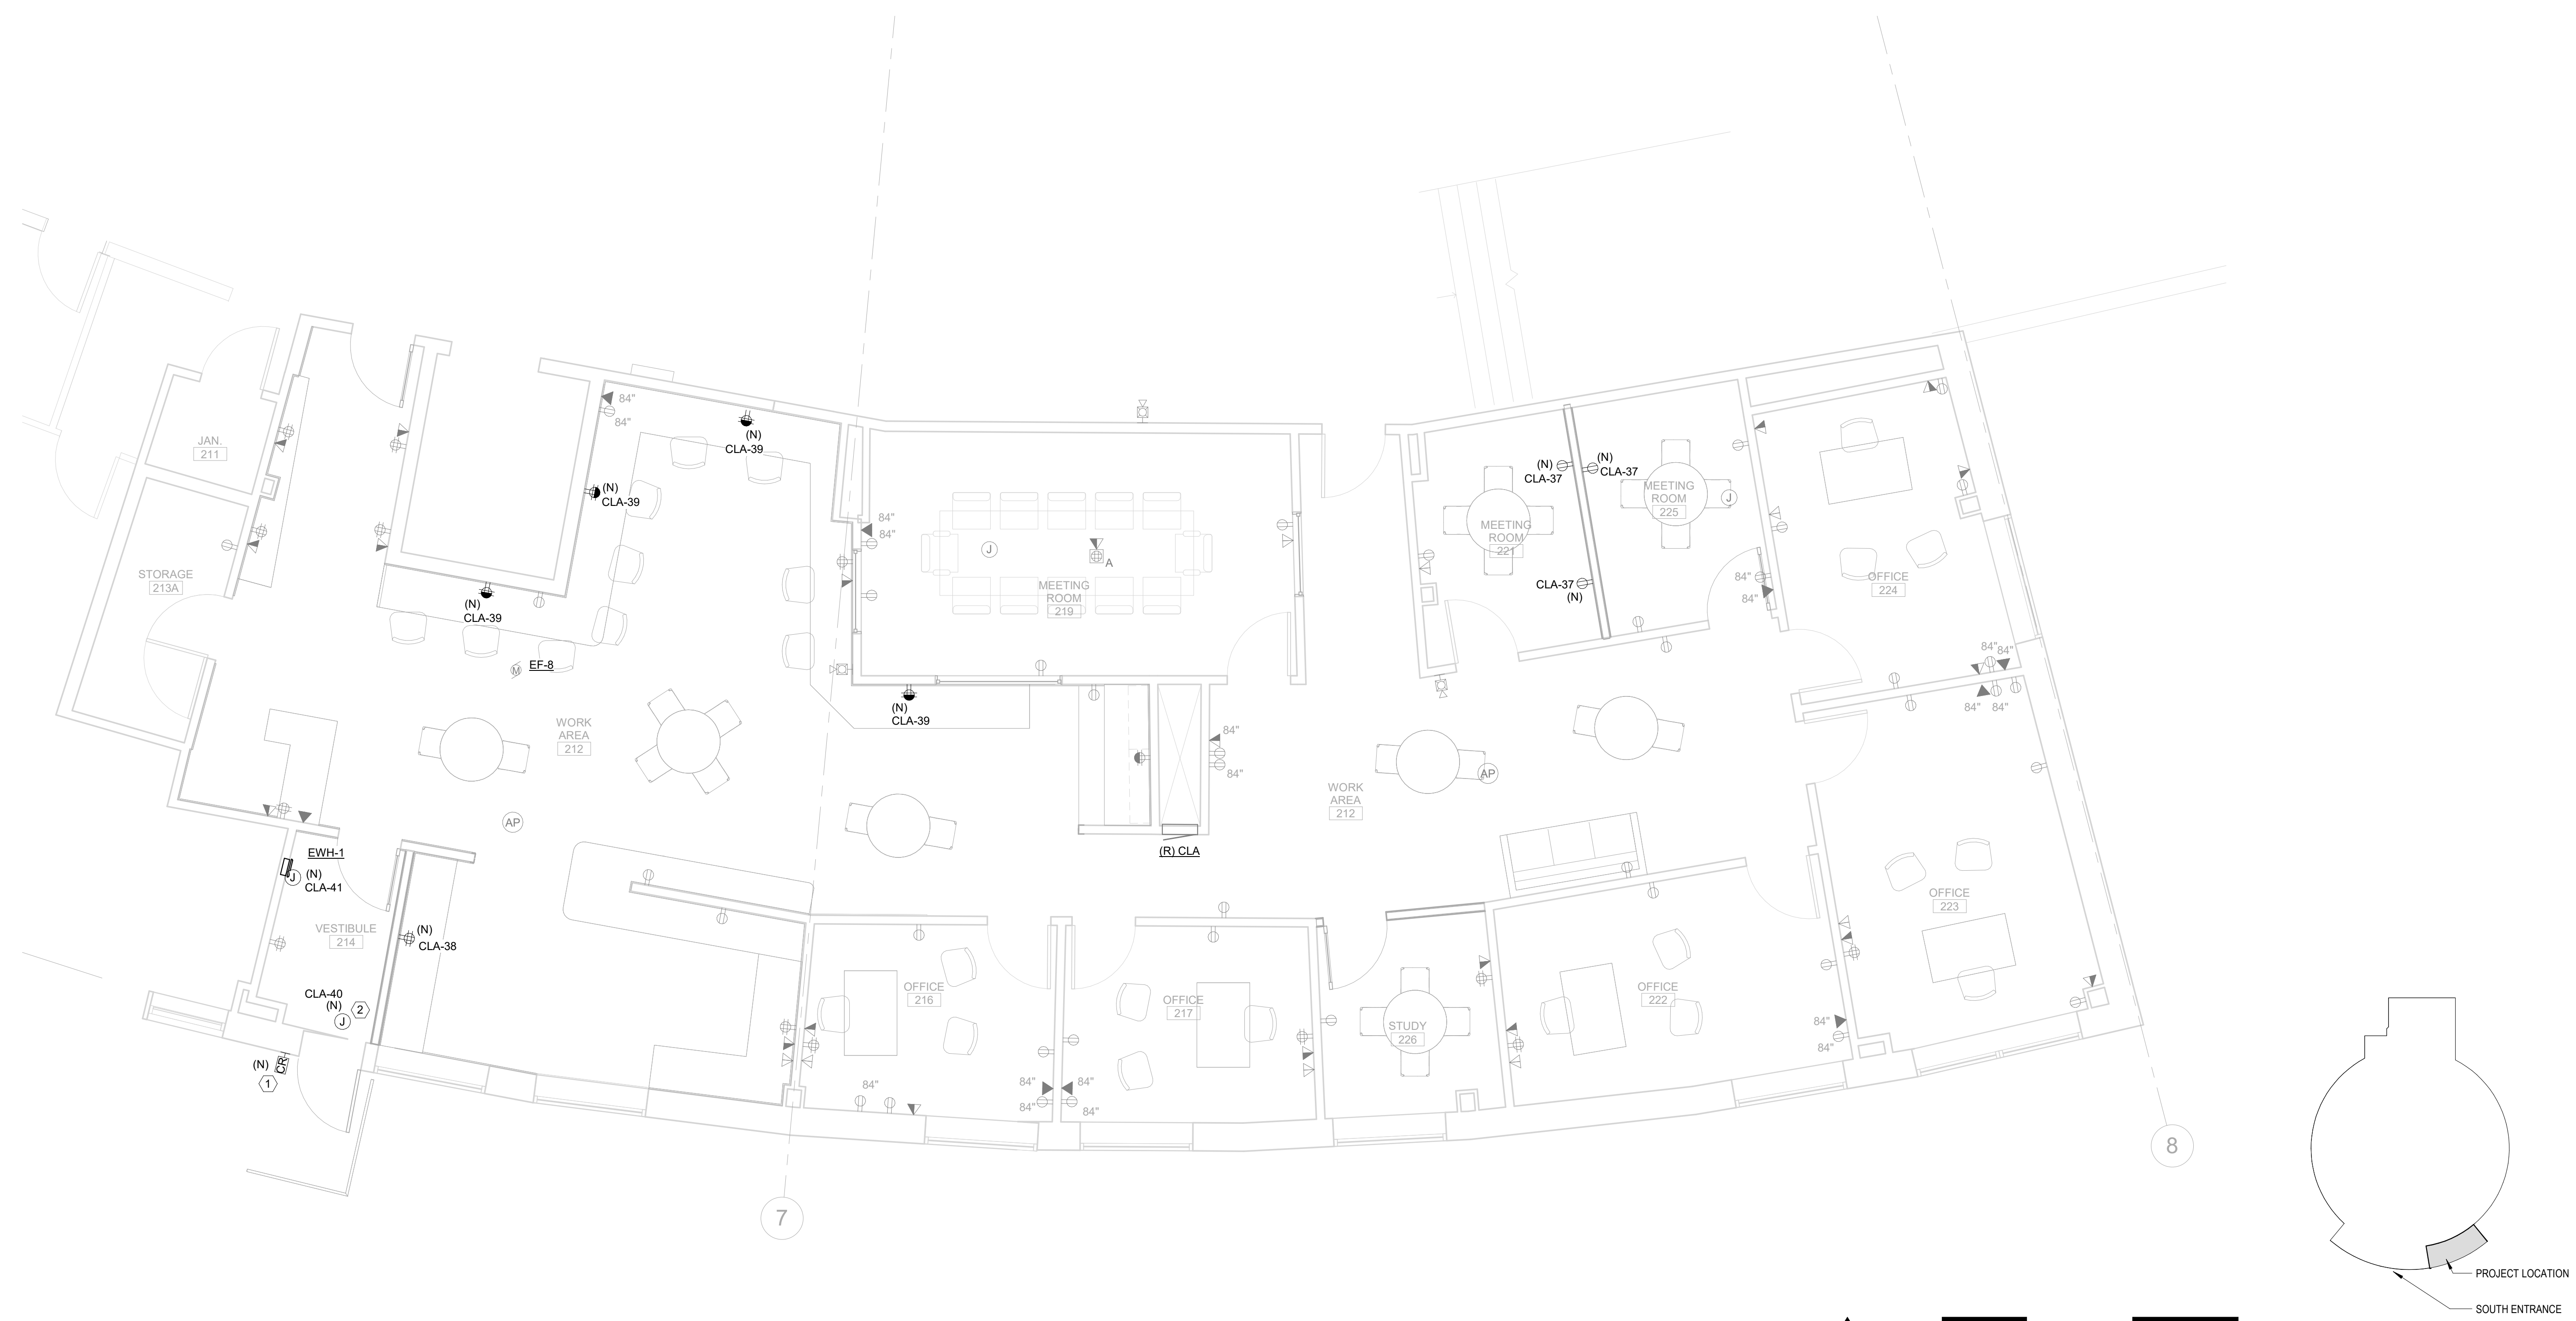 84"
84"
(N)
CLA-39
JAN.
211
(N)
CLA-37
(N)
CLA-37
MEETING
ROOM
225
J
(N)
CLA-39
84"
84"
MEETING
ROOM
221
J
A
STORAGE
213A
MEETING
ROOM
219
CLA-37
(N)
84"
84"
OFFICE
224
(N)
CLA-39
M
EF-8
84"
84"
84"
84"
(N)
CLA-39
WORK
AREA
212
84"
84"
AP
WORK
AREA
212
AP
EWH-1
J
(N)
CLA-41
(R) CLA
OFFICE
223
VESTIBULE
214
(N)
CLA-38
CLA-40
(N)
J
2
OFFICE
216
OFFICE
217
OFFICE
222
STUDY
226
84"
84"
(N)
CR
1
84"
84"
84"
84"
84"
8
7
PROJECT LOCATION
SOUTH ENTRANCE